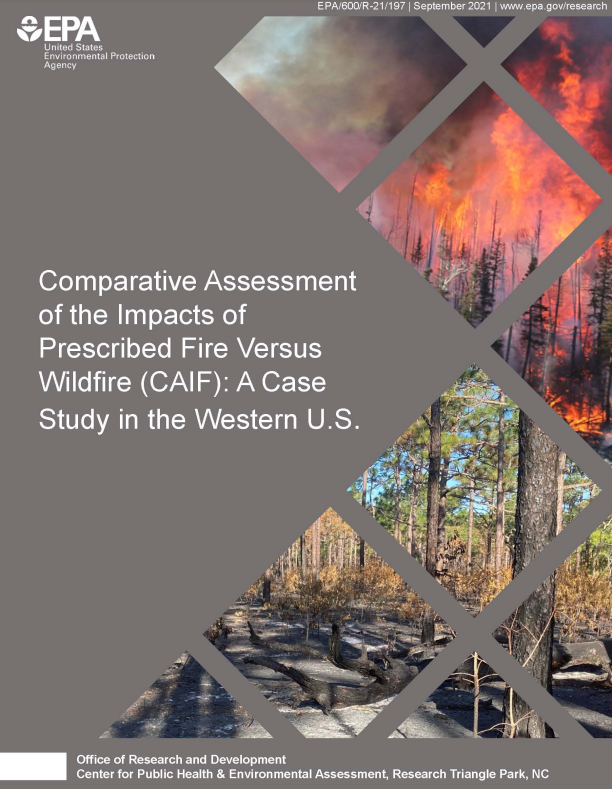 EPA/600/R-21/197 | September 2021 | www.epa.gov/research
EPA
United States
Environmental Protection
Agency
Comparative Assessment
of the Impacts of
Prescribed Fire Versus
Wildfire (CAIF): A Case
Study in the Western U.S.
Office of Research and Development
Center for Public Health & Environmental Assessment, Research Triangle Park, NC